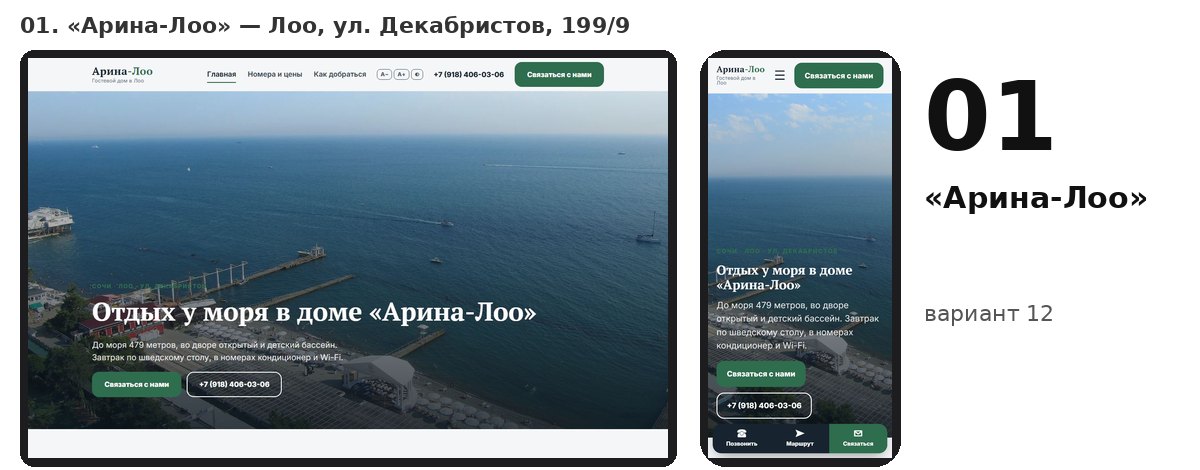 01. «Арина-Лоо» — Лоо, ул. Декабристов, 199/9
Арина-Лоо
Гостевой дом в Лоо
Главная
Номера и цены
Как добраться
A−
A+
+7 (918) 406-03-06
Связаться с нами
СОЧИ · ЛОО · УЛ. ДЕКАБРИСТОВ
Отдых у моря в доме «Арина-Лоо»
До моря 479 метров, во дворе открытый и детский бассейн.
Завтрак по шведскому столу, в номерах кондиционер и Wi-Fi.
Связаться с нами
+7 (918) 406-03-06
Арина-Лоо
Гостевой дом в
Лоо
Связаться с нами
СОЧИ · ЛОО · УЛ. ДЕКАБРИСТОВ
Отдых у моря в доме
«Арина-Лоо»
До моря 479 метров, во дворе
открытый и детский бассейн. Завтрак
по шведскому столу, в номерах
кондиционер и Wi-Fi.
Связаться с нами
+7 (918) 406-03-06
Позвонить
Маршрут
Связаться
01
«Арина-Лоо»
вариант 12